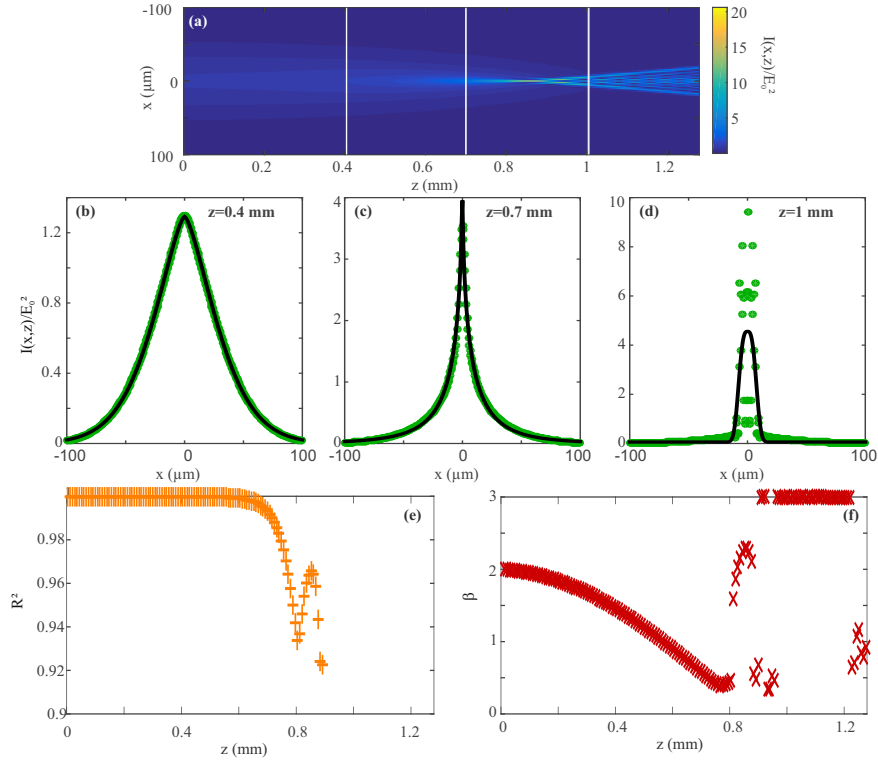 (a)
-100
0
100
x (μm)
0
0.2
0.4
0.6
0.8
1
1.2
z (mm)
20
15
10
5
I(x,z)/E₀²
(b)
z=0.4 mm
1.2
0.9
0.6
0.3
0
I(x,z)/E₀²
-100
0
100
x (μm)
(c)
z=0.7 mm
4
3
2
1
0
-100
0
100
x (μm)
(d)
z=1 mm
10
8
6
4
2
0
-100
0
100
x (μm)
(e)
0.98
0.96
0.94
0.92
0.9
R²
0
0.4
0.8
1.2
z (mm)
(f)
3
2
1
0
β
0
0.4
0.8
1.2
z (mm)